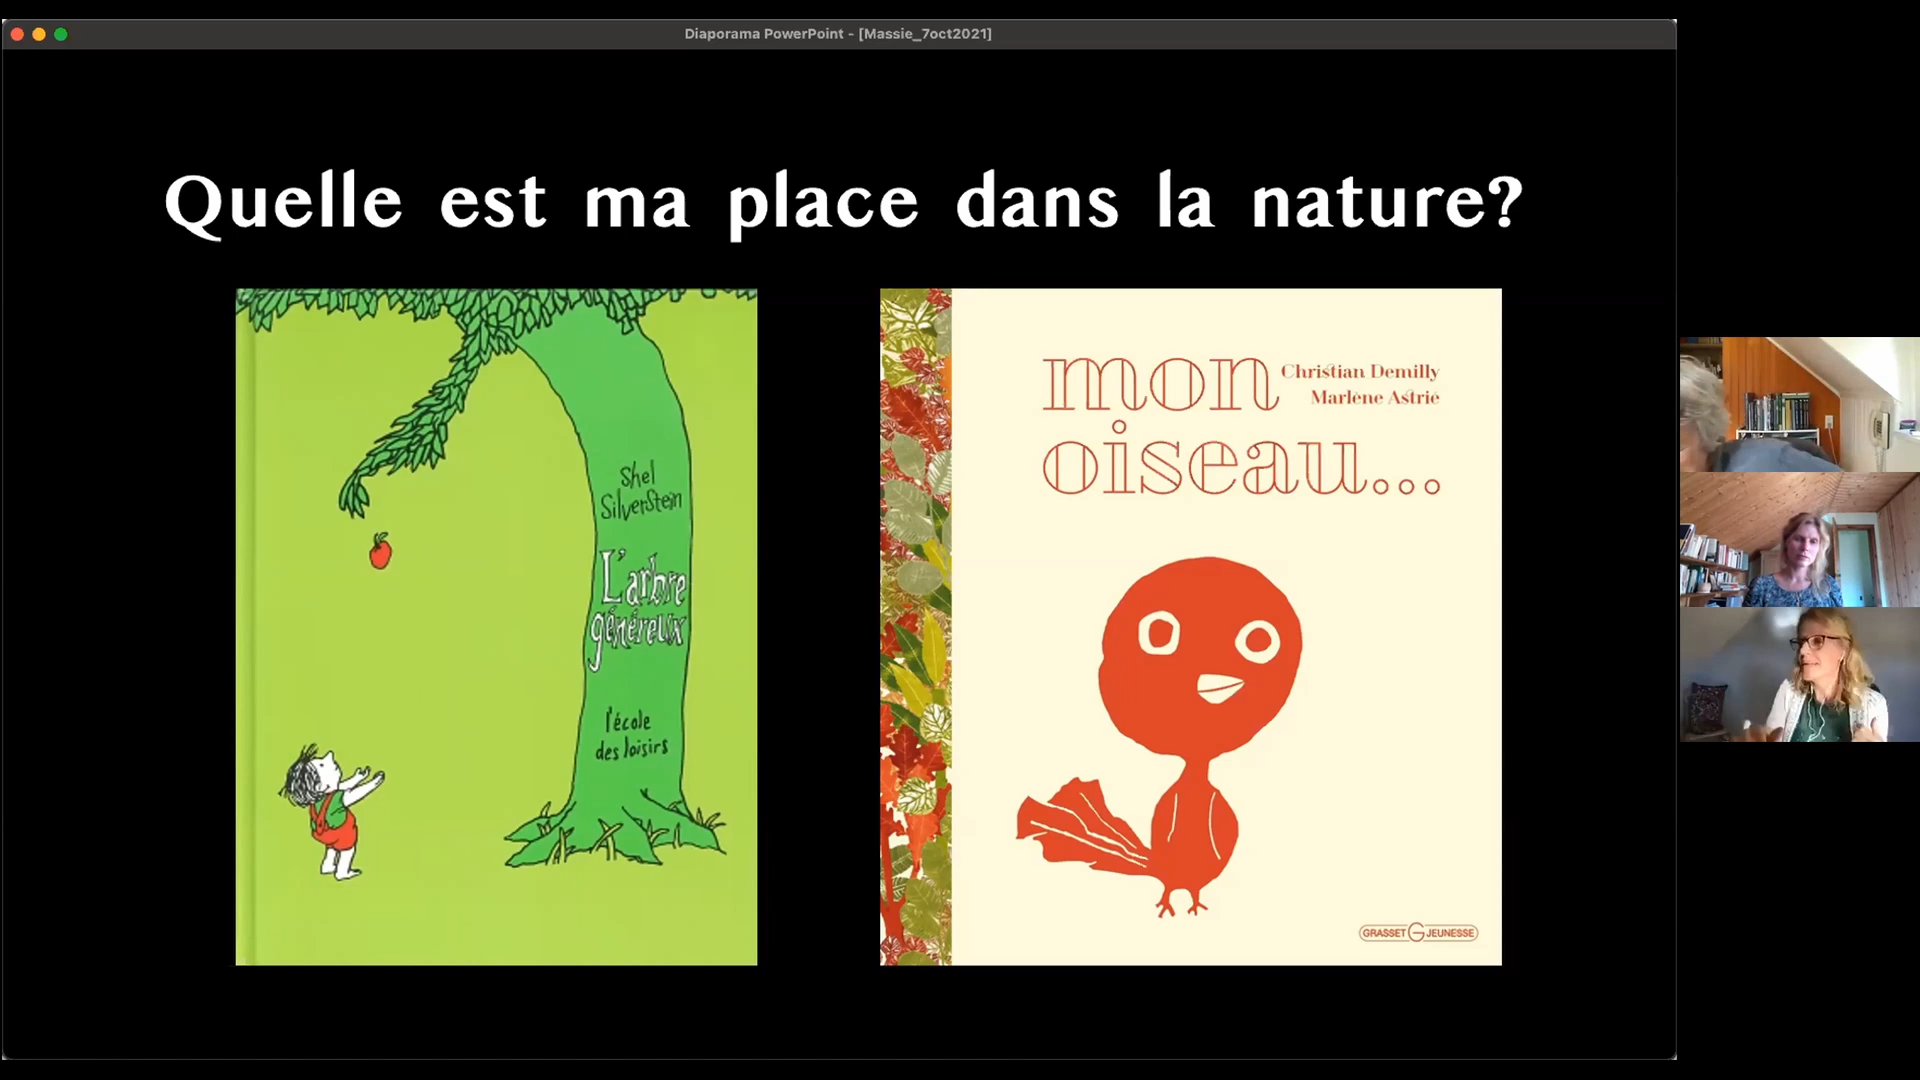 Diaporama PowerPoint - [Massie_7oct2021]
Quelle est ma place dans la nature?
Shel
Silverstein
L'arbre
généreux
l'école
des loisirs
mon
oiseau...
Christian Demilly
Marlène Astrié
GRASSET G JEUNESSE